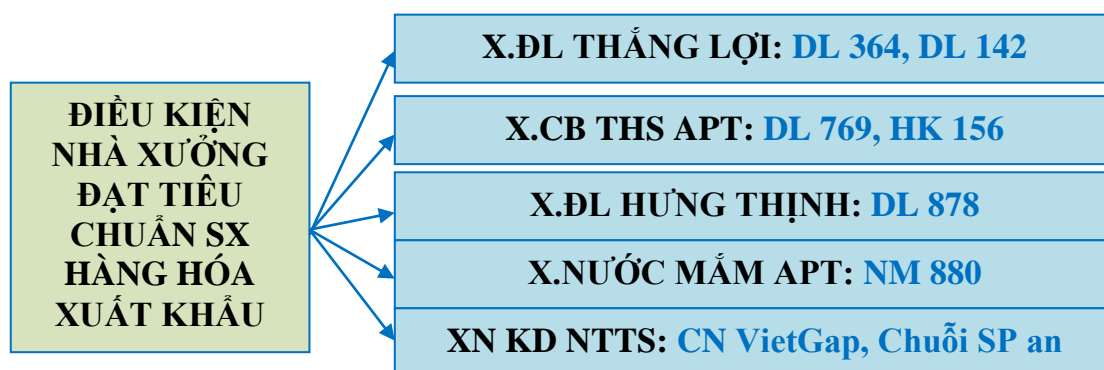 ĐIỀU KIỆN
NHÀ XƯỞNG
ĐẠT TIÊU
CHUẨN SX
HÀNG HÓA
XUẤT KHẨU
X.ĐL THẮNG LỢI: DL 364, DL 142
X.CB THS APT: DL 769, HK 156
X.ĐL HƯNG THỊNH: DL 878
X.NƯỚC MẮM APT: NM 880
XN KD NTTS: CN VietGap, Chuỗi SP an